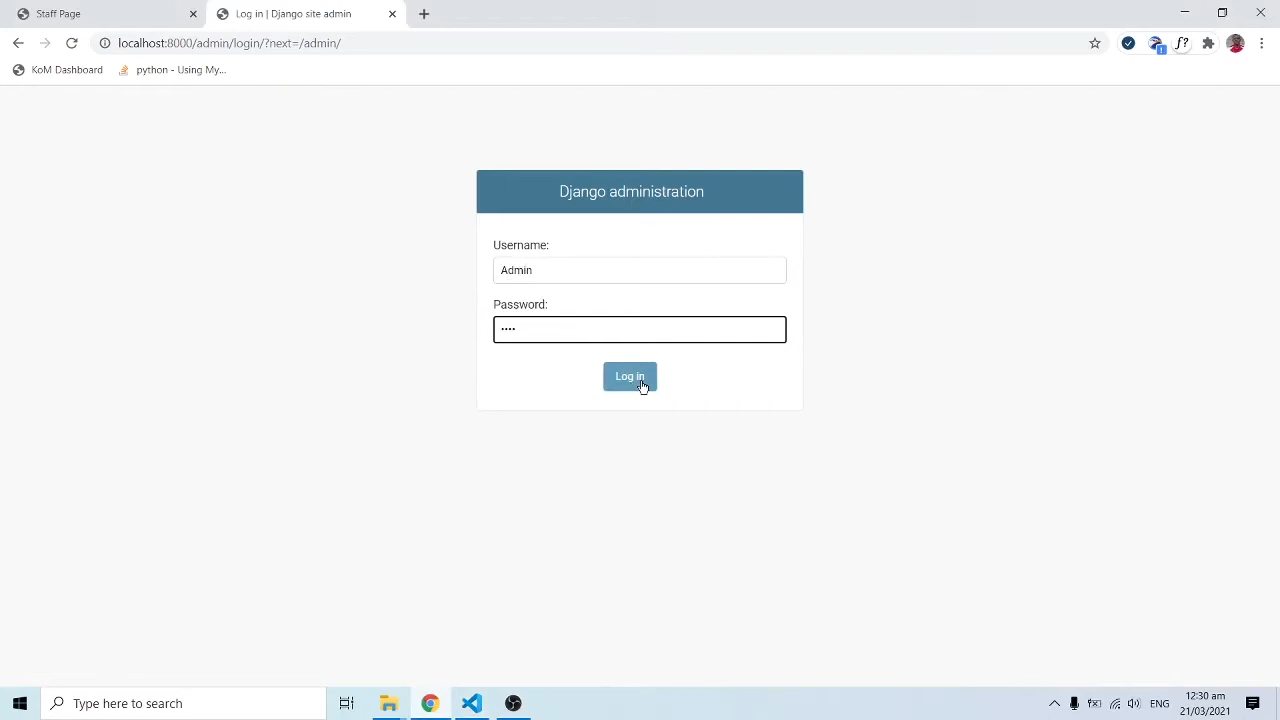 Staff Page
Log in | Django site admin
localhost:8000/admin/login/?next=/admin/
KoM Dashboard
python - Using My...
Django administration
Username:
Admin
Password:
••••
Log in
Type here to search
ENG
12:30 am
21/03/2021